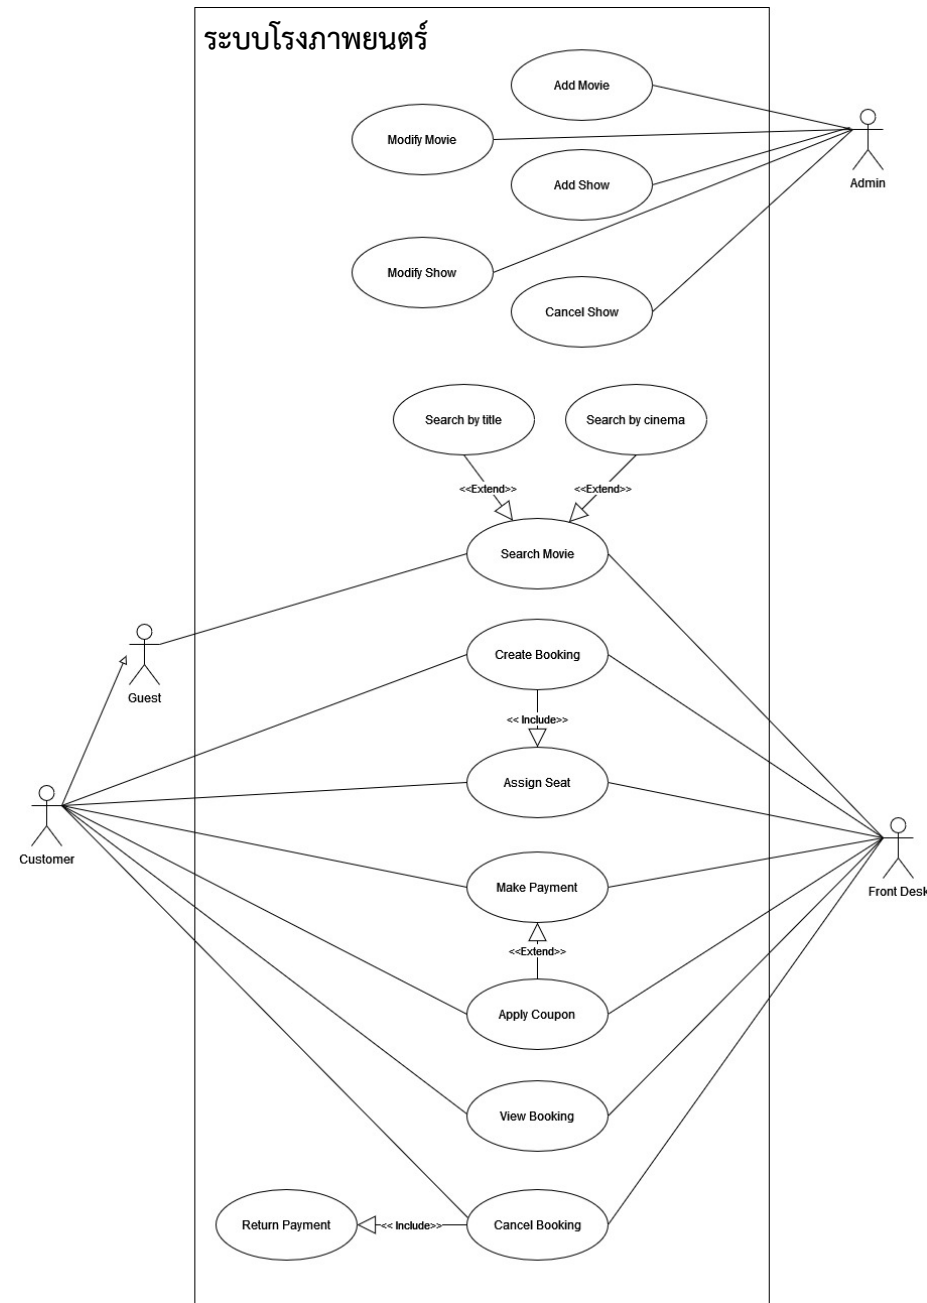 ระบบโรงภาพยนตร์
Add Movie
Modify Movie
Add Show
Admin
Modify Show
Cancel Show
Search by title
Search by cinema
<<Extend>>
<<Extend>>
Search Movie
Create Booking
Guest
<< Include>>
Assign Seat
Customer
Make Payment
Front Desk
<<Extend>>
Apply Coupon
View Booking
Return Payment
<< Include>>
Cancel Booking